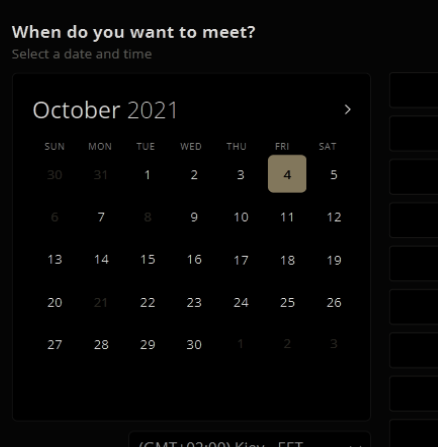 When do you want to meet?
Select a date and time
October 2021 >
SUN MON TUE WED THU FRI SAT
30 31 1 2 3 4 5
6 7 8 9 10 11 12
13 14 15 16 17 18 19
20 21 22 23 24 25 26
27 28 29 30 1 2 3
(GMT+02:00) Kiev - EET